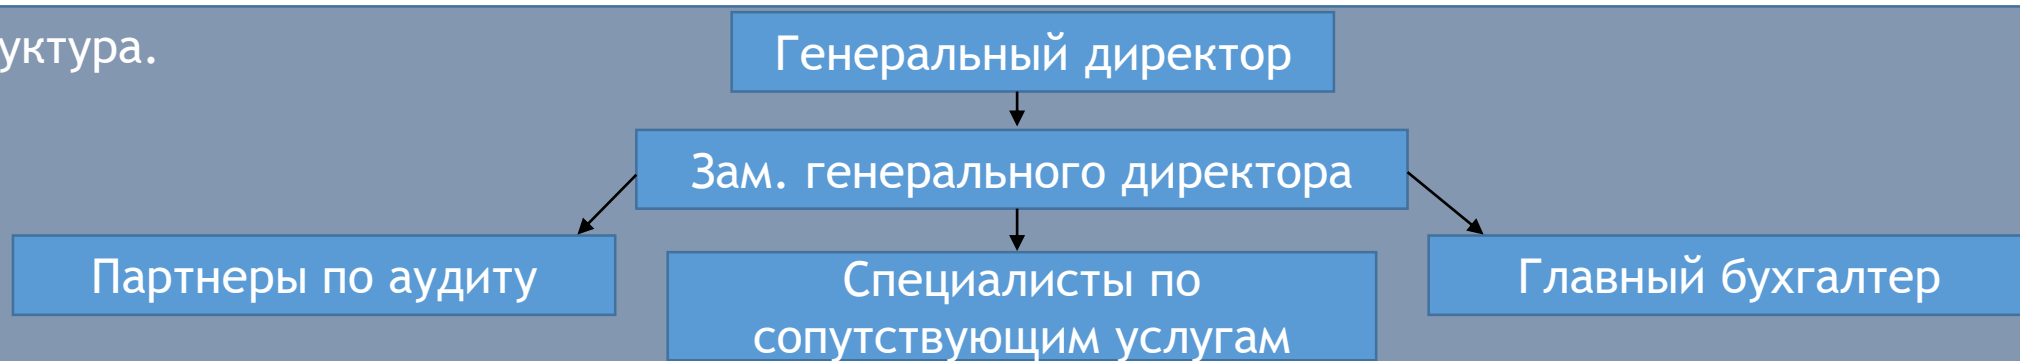 уктура.
Генеральный директор
Зам. генерального директора
Партнеры по аудиту
Специалисты по
сопутствующим услугам
Главный бухгалтер